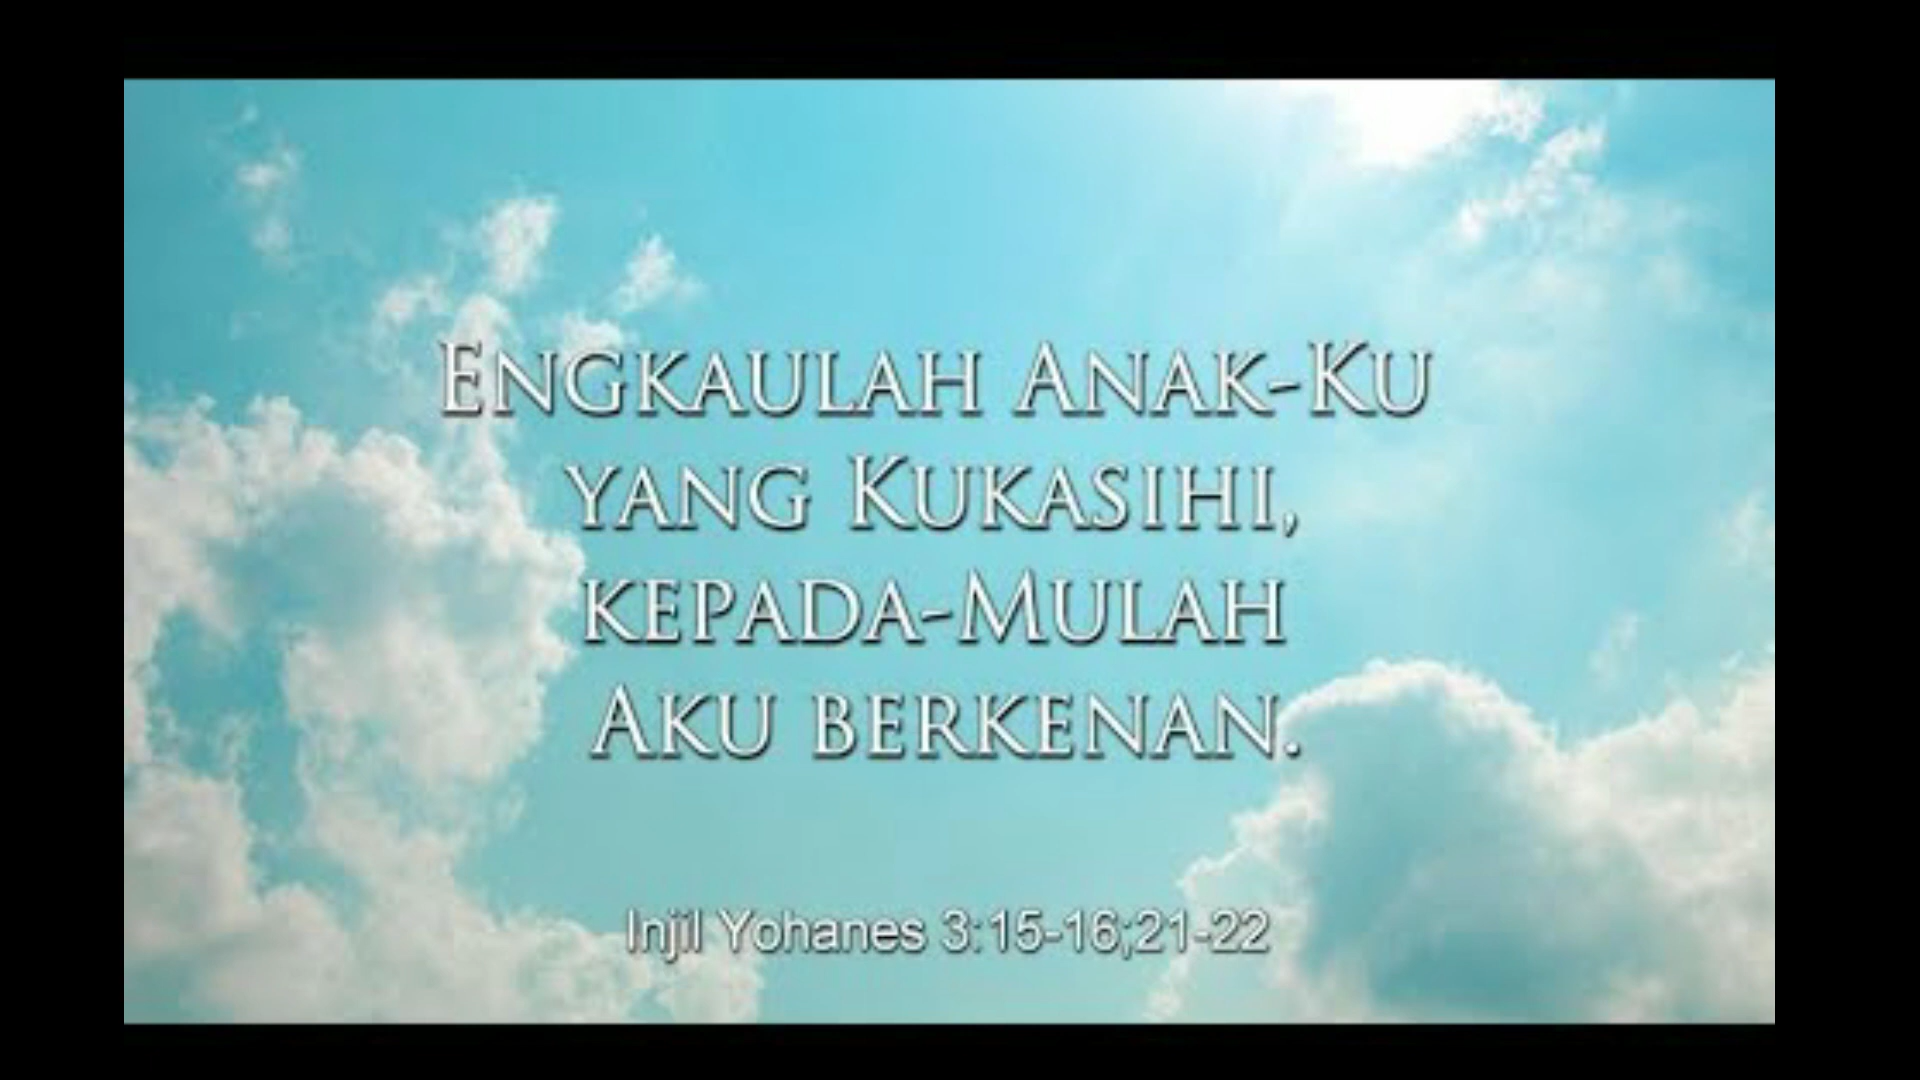 Engkaulah Anak-Ku
yang Kukasihi,
kepada-Mulah
Aku berkenan.
Injil Yohanes 3:15-16;21-22